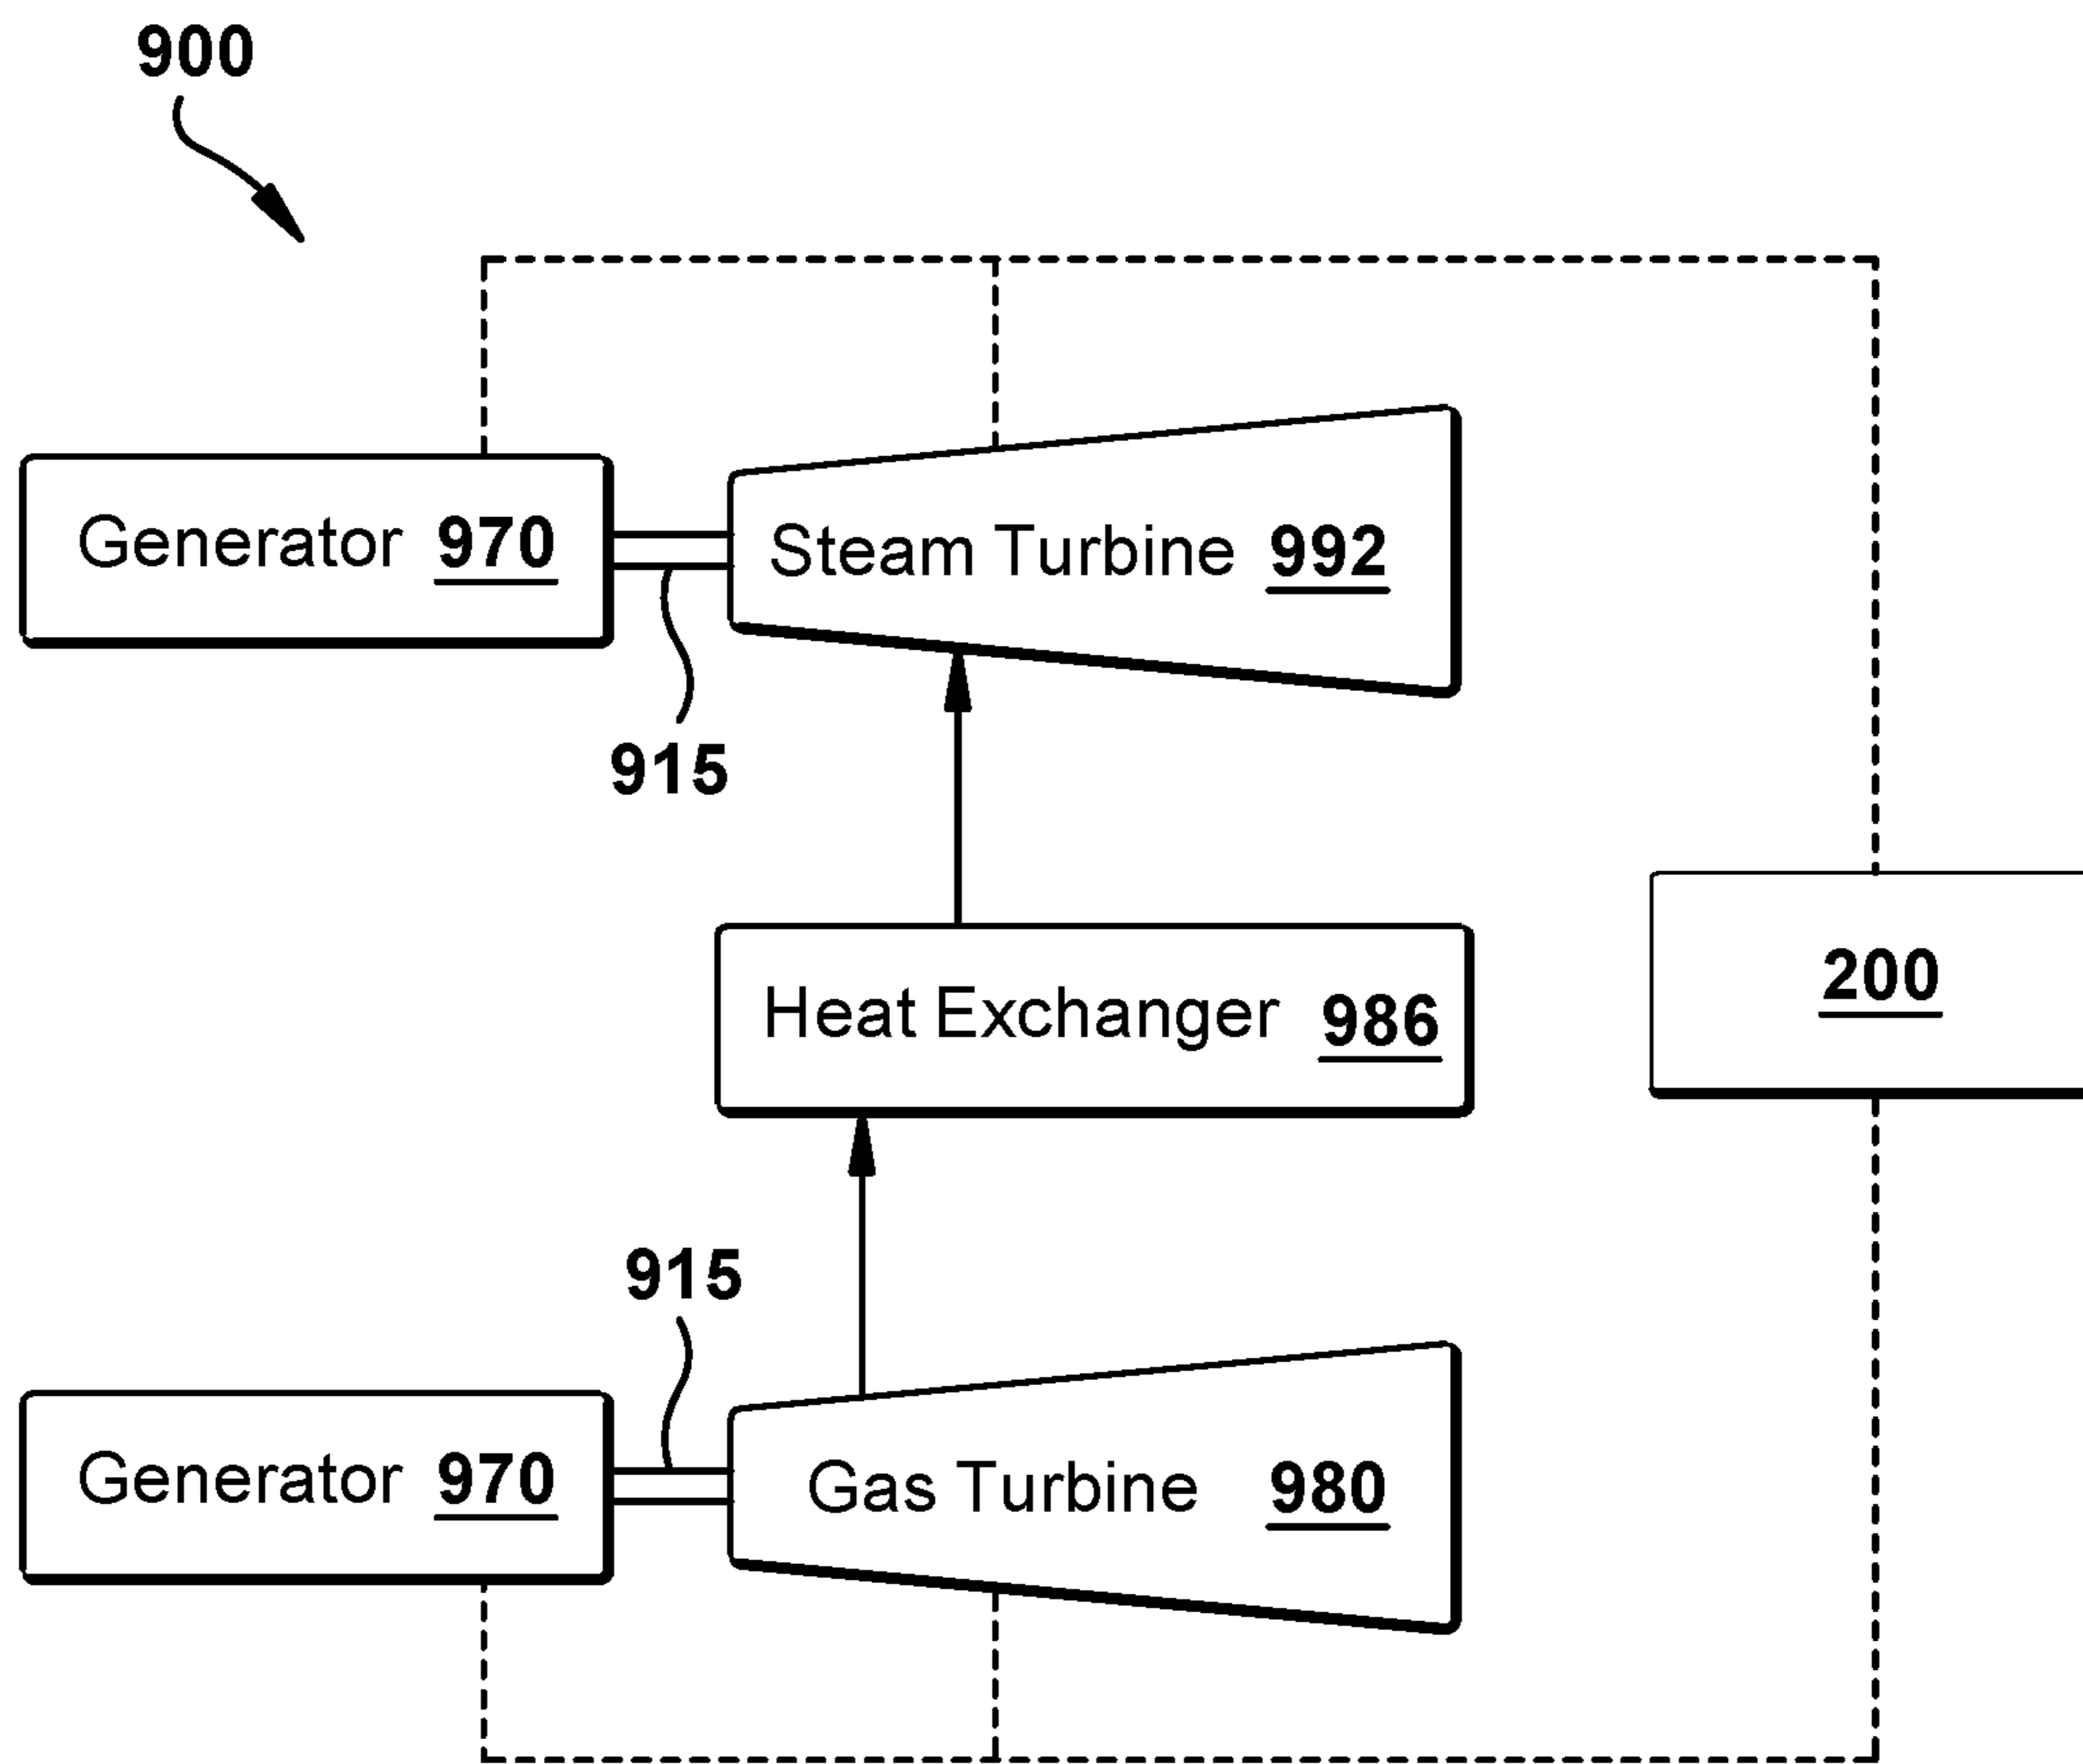 900
Generator 970
Steam Turbine 992
915
Heat Exchanger 986
200
915
Generator 970
Gas Turbine 980